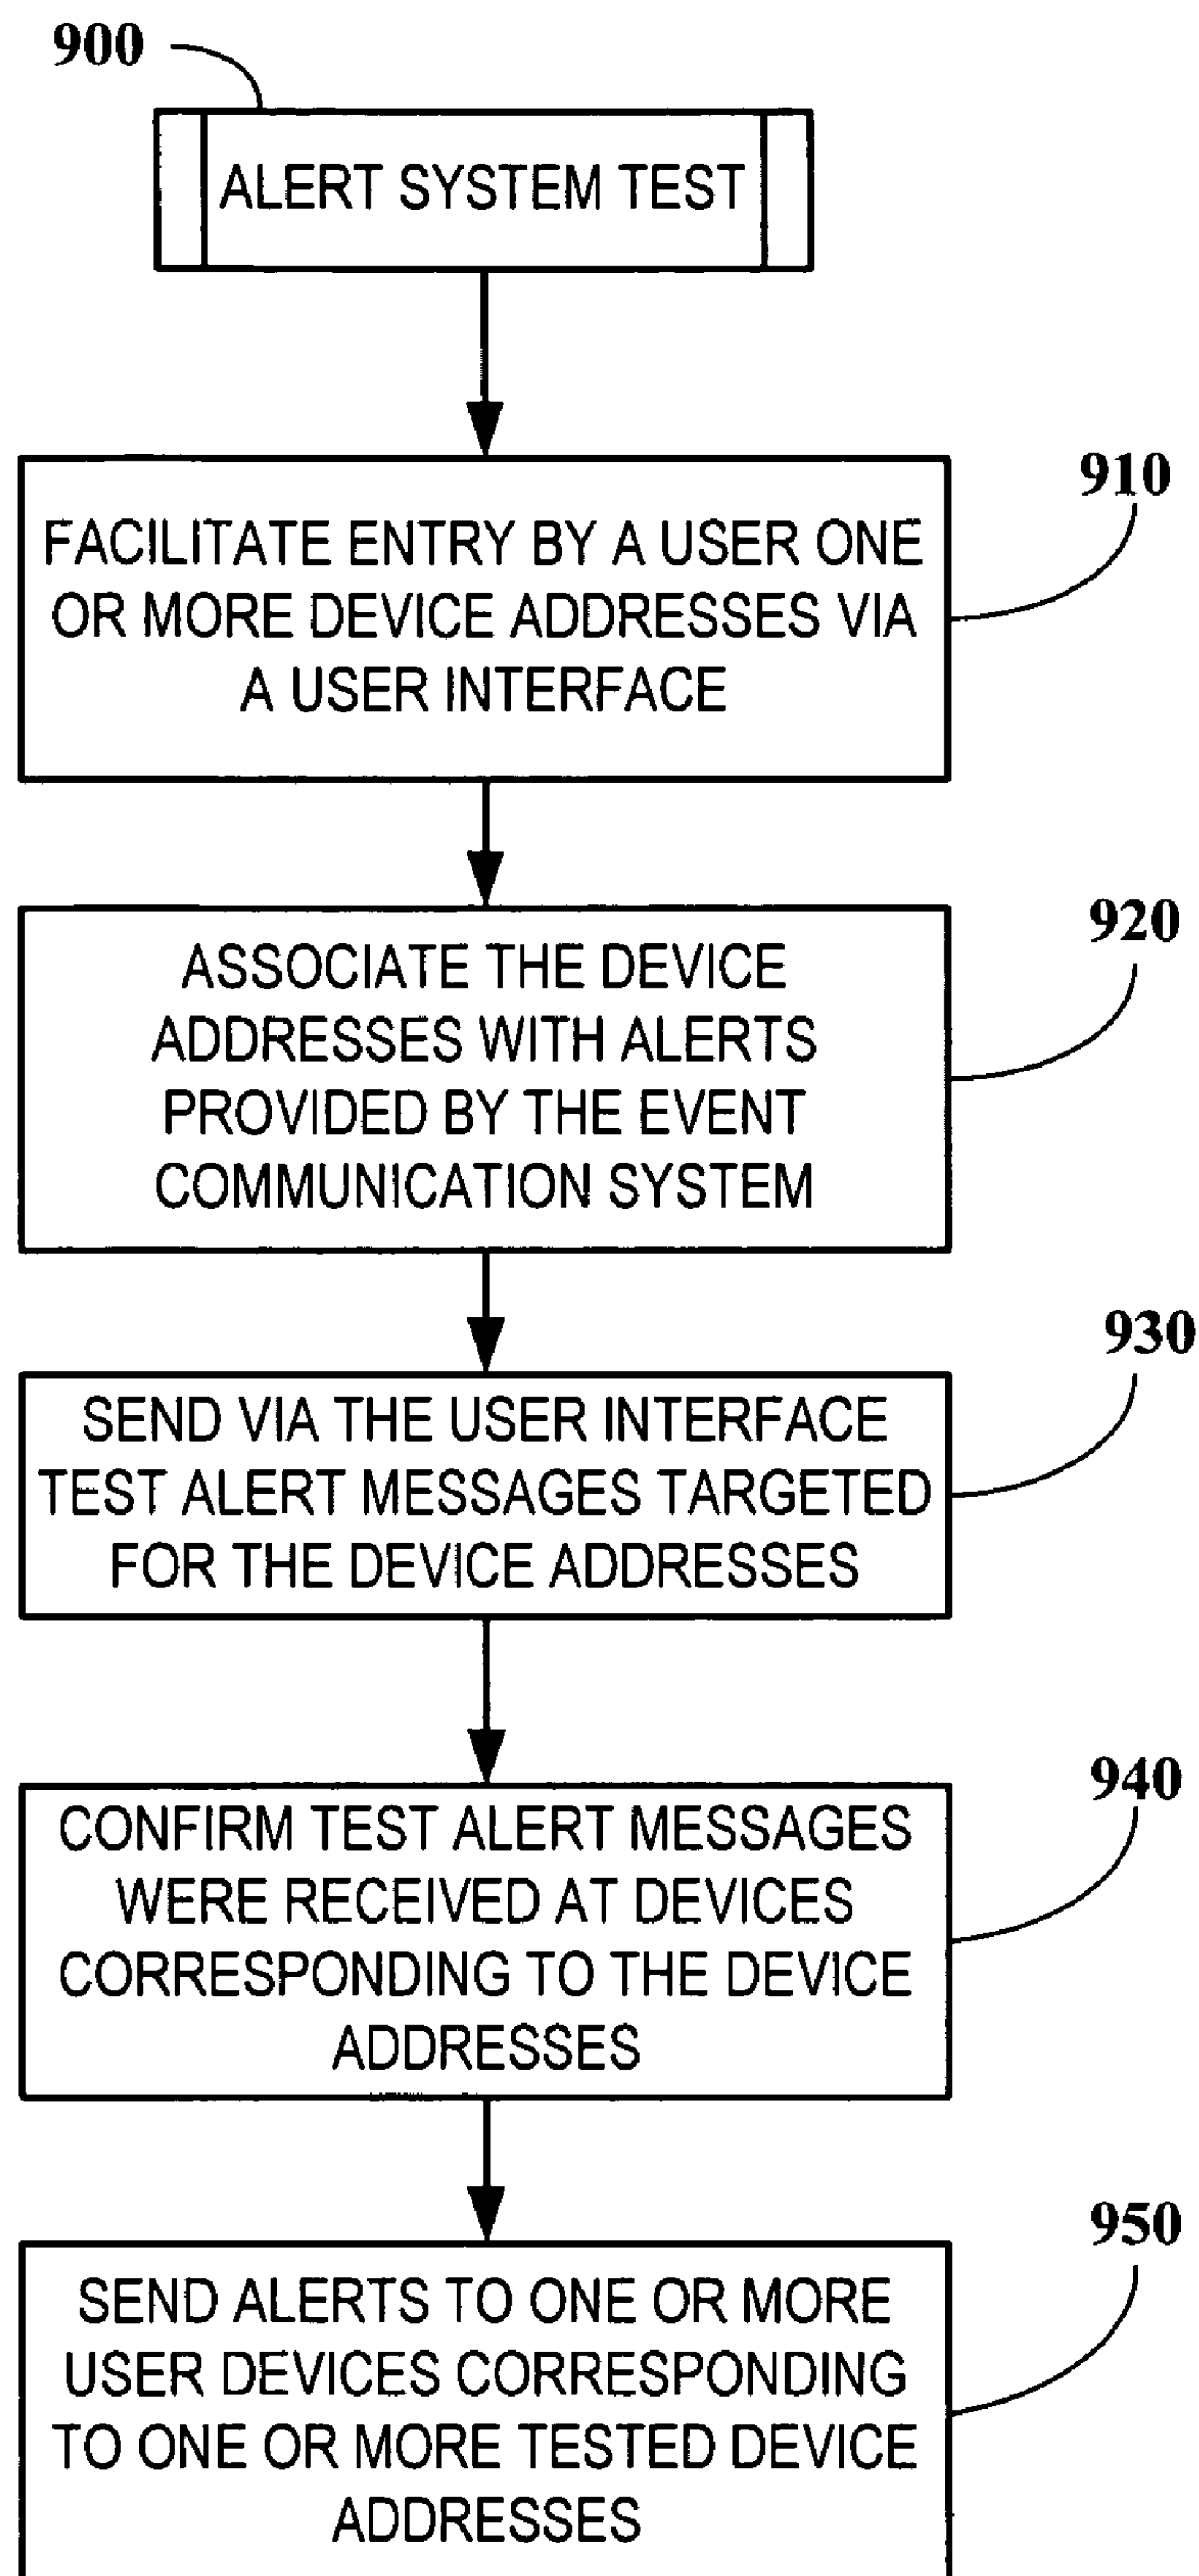 900
ALERT SYSTEM TEST
910
FACILITATE ENTRY BY A USER ONE
OR MORE DEVICE ADDRESSES VIA
A USER INTERFACE
920
ASSOCIATE THE DEVICE
ADDRESSES WITH ALERTS
PROVIDED BY THE EVENT
COMMUNICATION SYSTEM
930
SEND VIA THE USER INTERFACE
TEST ALERT MESSAGES TARGETED
FOR THE DEVICE ADDRESSES
940
CONFIRM TEST ALERT MESSAGES
WERE RECEIVED AT DEVICES
CORRESPONDING TO THE DEVICE
ADDRESSES
950
SEND ALERTS TO ONE OR MORE
USER DEVICES CORRESPONDING
TO ONE OR MORE TESTED DEVICE
ADDRESSES